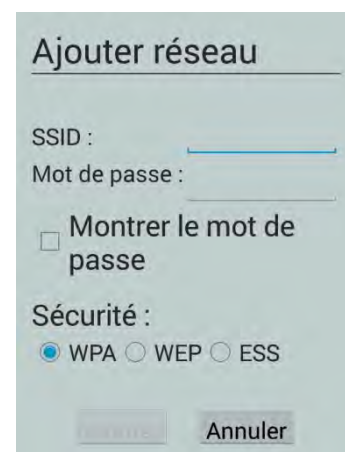 Ajouter réseau
SSID :
Mot de passe :
Montrer le mot de
passe
Sécurité :
WPA WEP ESS
Annuler